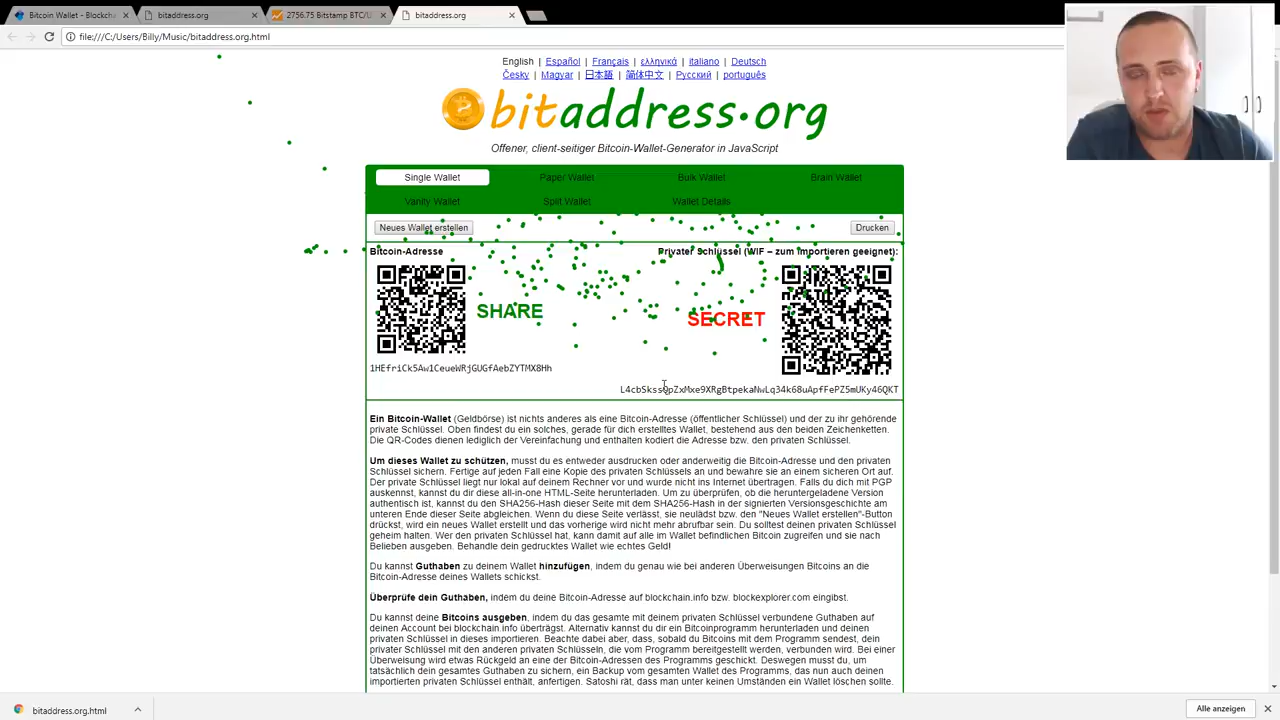 Bitcoin Wallet - Blockch
bitaddress.org
2756.75 Bitstamp BTC/U
bitaddress.org
file:///C:/Users/Billy/Music/bitaddress.org.html
English | Español | Français | ελληνικά | italiano | Deutsch
Česky | Magyar | 日本語 | 简体中文 | Русский | português
bitaddress.org
Offener, client-seitiger Bitcoin-Wallet-Generator in JavaScript
Single Wallet Paper Wallet Bulk Wallet Brain Wallet
Vanity Wallet Split Wallet Wallet Details
Neues Wallet erstellen Drucken
Bitcoin-Adresse Privater Schlüssel (WIF – zum Importieren geeignet):
SHARE
SECRET
1HEfriCk5Aw1CeueWRjGUGfAebZYTMX8Hh
L4cbSkssQpZxMxe9XRgBtpekaNwLq34k68uApfFePZ5mUKy46QKT
Ein Bitcoin-Wallet (Geldbörse) ist nichts anderes als eine Bitcoin-Adresse (öffentlicher Schlüssel) und der zu ihr gehörende
private Schlüssel. Oben findest du ein solches, gerade für dich erstelltes Wallet, bestehend aus den beiden Zeichenketten.
Die QR-Codes dienen lediglich der Vereinfachung und enthalten kodiert die Adresse bzw. den privaten Schlüssel.
Um dieses Wallet zu schützen, musst du es entweder ausdrucken oder anderweitig die Bitcoin-Adresse und den privaten
Schlüssel sichern. Fertige auf jeden Fall eine Kopie des privaten Schlüssels an und bewahre sie an einem sicheren Ort auf.
Der private Schlüssel liegt nur lokal auf deinem Rechner vor und wurde nicht ins Internet übertragen. Falls du dich mit PGP
auskennst, kannst du dir diese all-in-one HTML-Seite herunterladen. Um zu überprüfen, ob die heruntergeladene Version
authentisch ist, kannst du den SHA256-Hash dieser Seite mit dem SHA256-Hash in der signierten Versionsgeschichte am
unteren Ende dieser Seite abgleichen. Wenn du diese Seite verlässt, sie neulädst bzw. den "Neues Wallet erstellen"-Button
drückst, wird ein neues Wallet erstellt und das vorherige wird nicht mehr abrufbar sein. Du solltest deinen privaten Schlüssel
geheim halten. Wer den privaten Schlüssel hat, kann damit auf alle im Wallet befindlichen Bitcoin zugreifen und sie nach
Belieben ausgeben. Behandle dein gedrucktes Wallet wie echtes Geld!
Du kannst Guthaben zu deinem Wallet hinzufügen, indem du genau wie bei anderen Überweisungen Bitcoins an die
Bitcoin-Adresse deines Wallets schickst.
Überprüfe dein Guthaben, indem du deine Bitcoin-Adresse auf blockchain.info bzw. blockexplorer.com eingibst.
Du kannst deine Bitcoins ausgeben, indem du das gesamte mit deinem privaten Schlüssel verbundene Guthaben auf
deinen Account bei blockchain.info überträgst. Alternativ kannst du dir ein Bitcoinprogramm herunterladen und deinen
privaten Schlüssel in dieses importieren. Beachte dabei aber, dass, sobald du Bitcoins mit dem Programm sendest, dein
privater Schlüssel mit den anderen privaten Schlüsseln, die vom Programm bereitgestellt werden, verbunden wird. Bei einer
Überweisung wird etwas Rückgeld an eine der Bitcoin-Adressen des Programms geschickt. Deswegen musst du, um
tatsächlich dein gesamtes Guthaben zu sichern, ein Backup vom gesamten Wallet des Programms, das nun auch deinen
importierten privaten Schlüssel enthält, anfertigen. Satoshi rät, dass man unter keinen Umständen ein Wallet löschen sollte.
bitaddress.org.html
Alle anzeigen